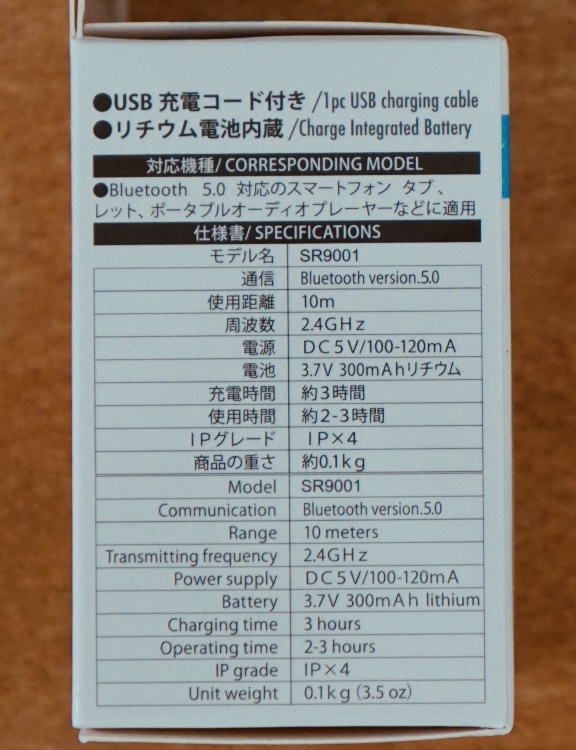 ●USB 充電コード付き /1pc USB charging cable
●リチウム電池内蔵 /Charge Integrated Battery
対応機種/ CORRESPONDING MODEL
●Bluetooth 5.0 対応のスマートフォン タブ、
レット、ポータブルオーディオプレーヤーなどに適用
仕様書/ SPECIFICATIONS
モデル名 SR9001
通信 Bluetooth version.5.0
使用距離 10m
周波数 2.4GHz
電源 DC5V/100-120mA
電池 3.7V 300mAhリチウム
充電時間 約3時間
使用時間 約2-3時間
IPグレード IP×4
商品の重さ 約0.1kg
Model SR9001
Communication Bluetooth version.5.0
Range 10 meters
Transmitting frequency 2.4GHz
Power supply DC5V/100-120mA
Battery 3.7V 300mAh lithium
Charging time 3 hours
Operating time 2-3 hours
IP grade IP×4
Unit weight 0.1kg (3.5 oz)